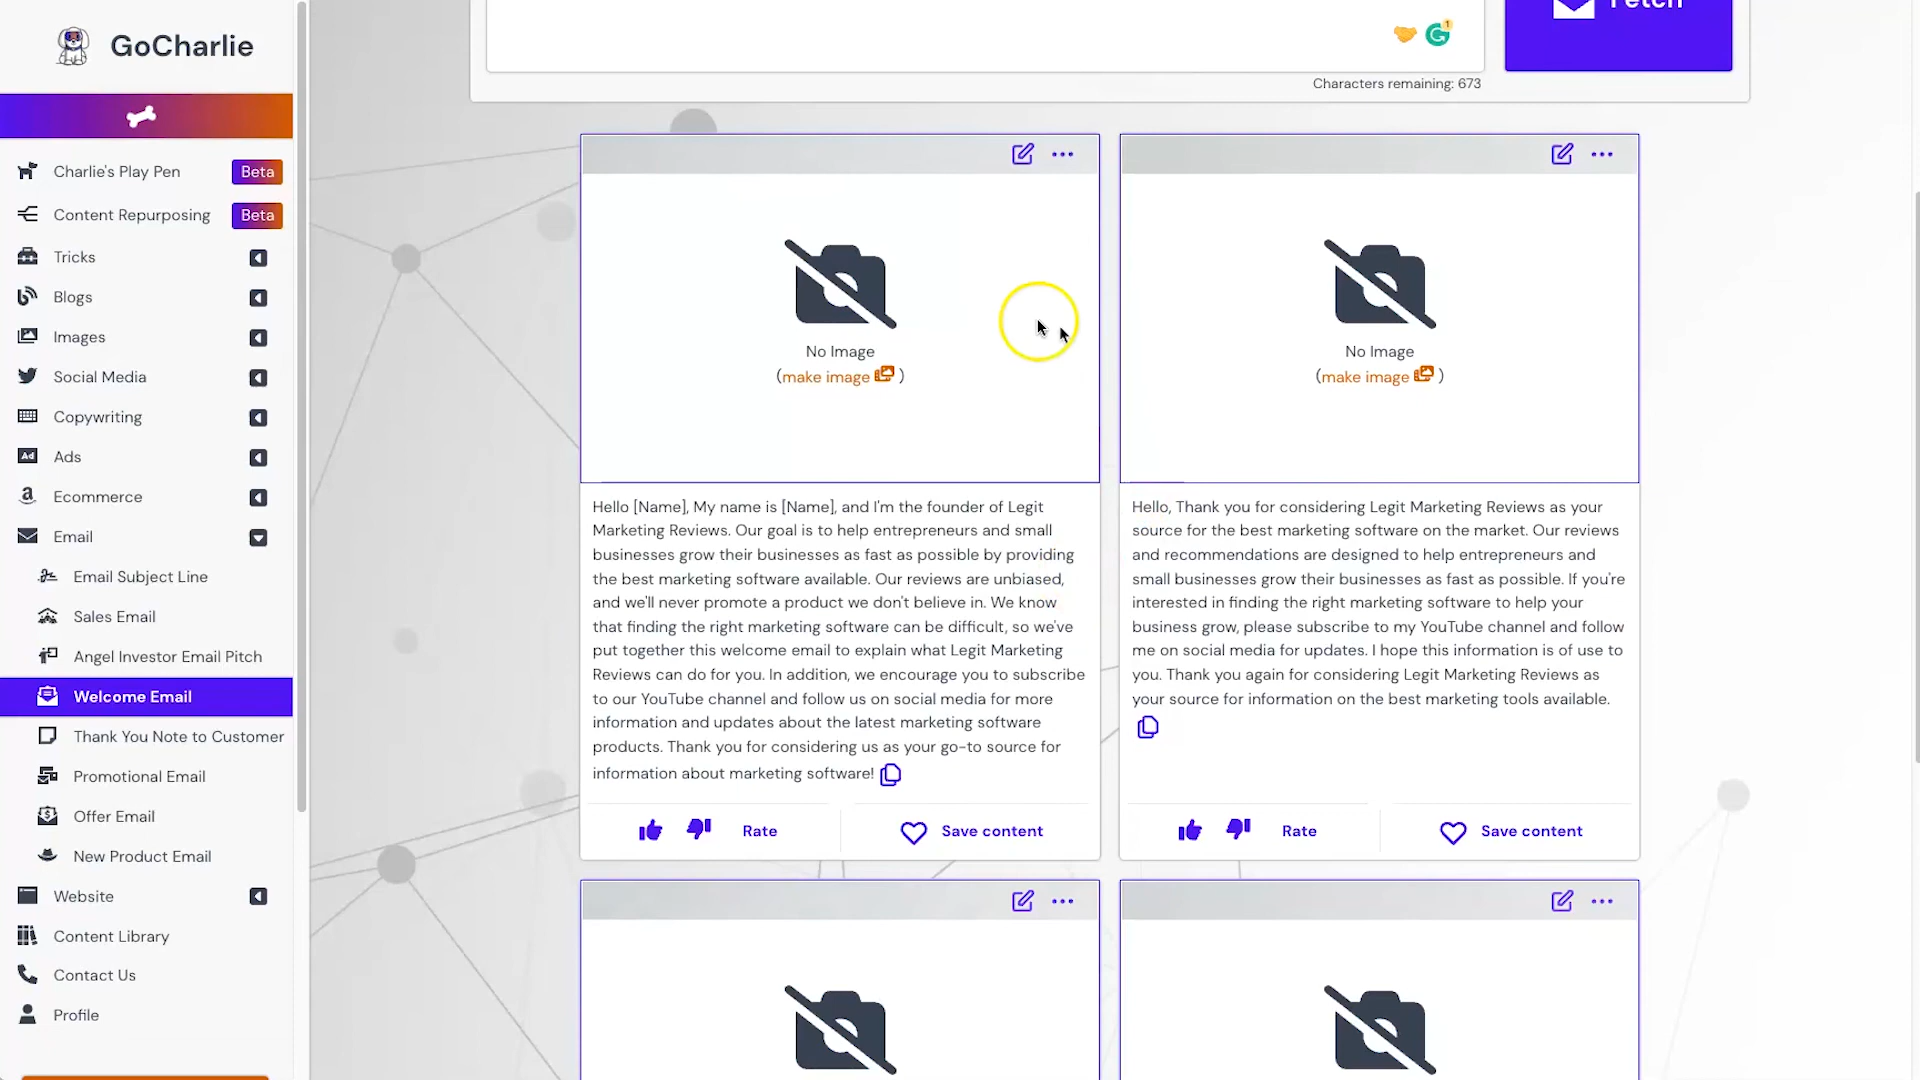 GoCharlie
Charlie's Play Pen Beta
Content Repurposing Beta
Tricks
Blogs
Images
Social Media
Copywriting
Ad Ads
Ecommerce
Email
Email Subject Line
Sales Email
Angel Investor Email Pitch
Welcome Email
Thank You Note to Customer
Promotional Email
Offer Email
New Product Email
Website
Content Library
Contact Us
Profile
1
Fetch
Characters remaining: 673
No Image
(make image )
Hello [Name], My name is [Name], and I'm the founder of Legit
Marketing Reviews. Our goal is to help entrepreneurs and small
businesses grow their businesses as fast as possible by providing
the best marketing software available. Our reviews are unbiased,
and we'll never promote a product we don't believe in. We know
that finding the right marketing software can be difficult, so we've
put together this welcome email to explain what Legit Marketing
Reviews can do for you. In addition, we encourage you to subscribe
to our YouTube channel and follow us on social media for more
information and updates about the latest marketing software
products. Thank you for considering us as your go-to source for
information about marketing software!
Rate Save content
No Image
(make image )
Hello, Thank you for considering Legit Marketing Reviews as your
source for the best marketing software on the market. Our reviews
and recommendations are designed to help entrepreneurs and
small businesses grow their businesses as fast as possible. If you're
interested in finding the right marketing software to help your
business grow, please subscribe to my YouTube channel and follow
me on social media for updates. I hope this information is of use to
you. Thank you again for considering Legit Marketing Reviews as
your source for information on the best marketing tools available.
Rate Save content